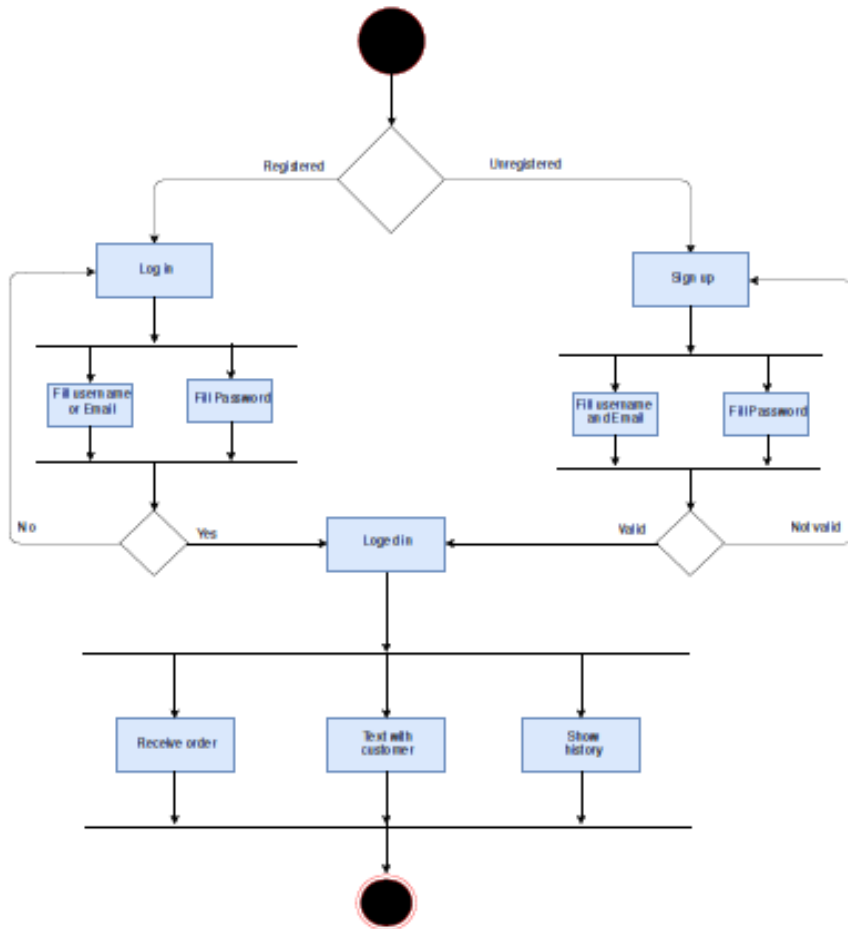 Registered
Unregistered
Log in
Sign up
Fill username
or Email
Fill Password
Fill username
and Email
Fill Password
No
Yes
Loged in
Valid
Not valid
Receive order
Text with
customer
Show
history